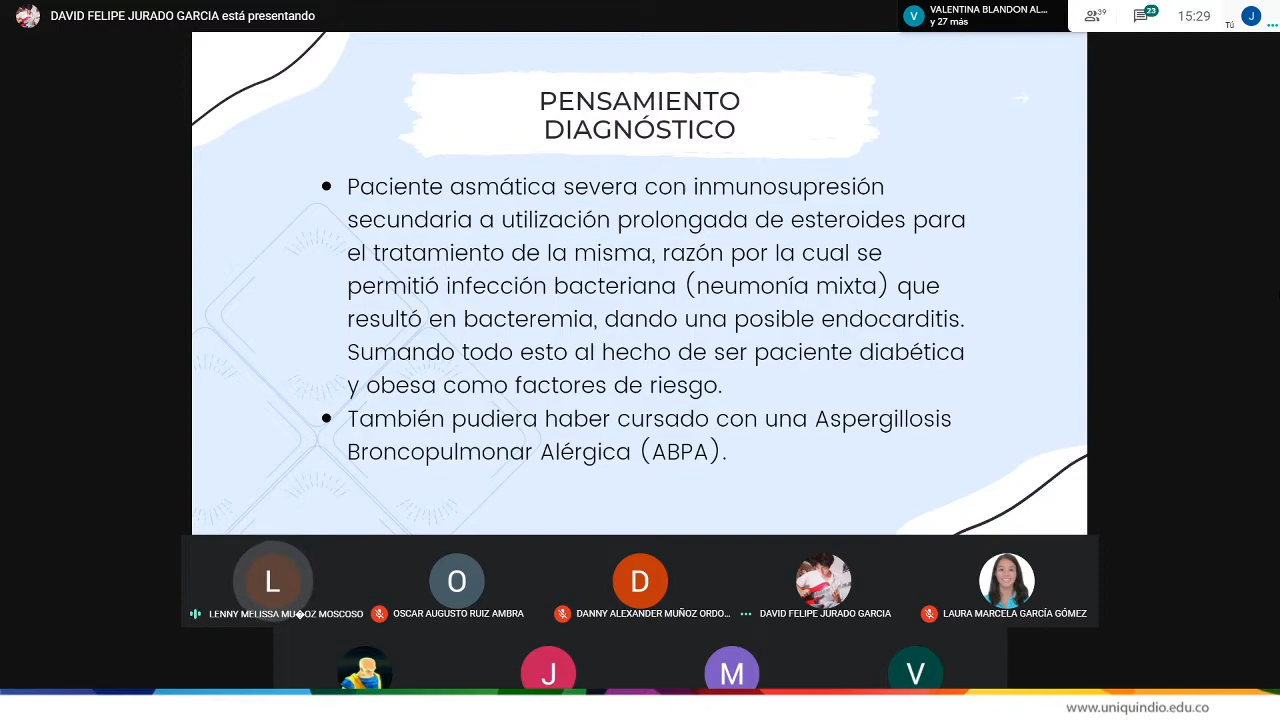 DAVID FELIPE JURADO GARCIA está presentando
V
VALENTINA BLANDON AL...
y 27 más
39
23
15:29
Tú
J
PENSAMIENTO
DIAGNÓSTICO
• Paciente asmática severa con inmunosupresión
secundaria a utilización prolongada de esteroides para
el tratamiento de la misma, razón por la cual se
permitió infección bacteriana (neumonía mixta) que
resultó en bacteremia, dando una posible endocarditis.
Sumando todo esto al hecho de ser paciente diabética
y obesa como factores de riesgo.
• También pudiera haber cursado con una Aspergillosis
Broncopulmonar Alérgica (ABPA).
L
O
D
LENNY MELISSA MU�OZ MOSCOSO
OSCAR AUGUSTO RUIZ AMBRA
DANNY ALEXANDER MUÑOZ ORDO...
DAVID FELIPE JURADO GARCIA
LAURA MARCELA GARCÍA GÓMEZ
J
M
V
www.uniquindio.edu.co